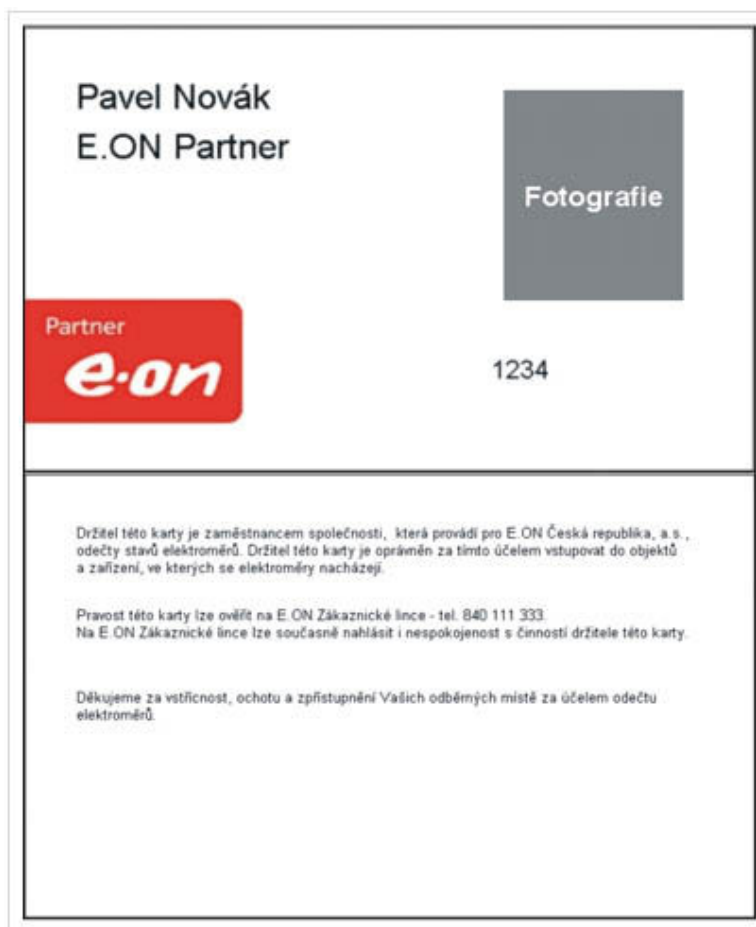 Pavel Novák
E.ON Partner
Fotografie
Partner
e·on
1234
Držitel této karty je zaměstnancem společnosti, která provádí pro E.ON Česká republika, a.s.,
odečty stavů elektroměrů. Držitel této karty je oprávněn za tímto účelem vstupovat do objektů
a zařízení, ve kterých se elektroměry nacházejí.
Pravost této karty lze ověřit na E.ON Zákaznické lince - tel. 840 111 333.
Na E.ON Zákaznické lince lze současně nahlásit i nespokojenost s činností držitele této karty.
Děkujeme za vstřícnost, ochotu a zpřístupnění Vašich odběrných místě za účelem odečtu
elektroměrů.